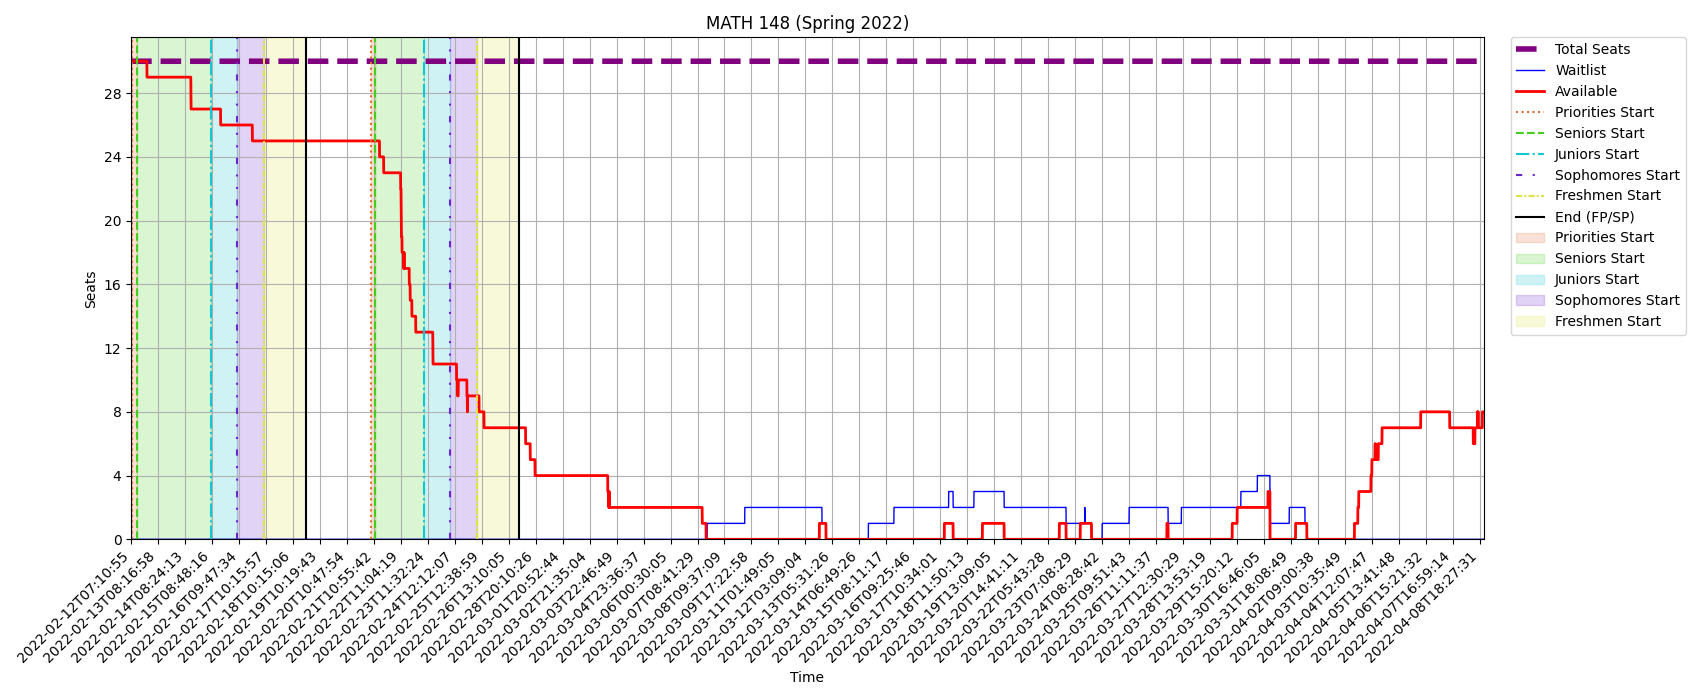 MATH 148 (Spring 2022)
Seats
28
24
20
16
12
8
4
0
2022-02-12T07:10:55
2022-02-13T08:16:58
2022-02-14T08:24:13
2022-02-15T08:48:16
2022-02-16T09:47:34
2022-02-17T10:15:57
2022-02-18T10:15:06
2022-02-19T10:19:43
2022-02-20T10:47:54
2022-02-21T10:55:42
2022-02-22T11:04:19
2022-02-23T11:32:24
2022-02-24T12:12:07
2022-02-25T12:38:59
2022-02-26T13:10:05
2022-02-28T20:10:26
2022-03-01T20:52:44
2022-03-02T21:35:04
2022-03-03T22:46:49
2022-03-04T23:36:37
2022-03-06T00:30:05
2022-03-07T08:41:29
2022-03-08T09:37:09
2022-03-09T17:22:58
2022-03-11T01:49:05
2022-03-12T03:09:04
2022-03-13T05:31:26
2022-03-14T06:49:26
2022-03-15T08:11:17
2022-03-16T09:25:46
2022-03-17T10:34:01
2022-03-18T11:50:13
2022-03-19T13:09:05
2022-03-20T14:41:11
2022-03-22T05:43:28
2022-03-23T07:08:29
2022-03-24T08:28:42
2022-03-25T09:51:43
2022-03-26T11:11:37
2022-03-27T12:30:29
2022-03-28T13:53:19
2022-03-29T15:20:12
2022-03-30T16:46:05
2022-03-31T18:08:49
2022-04-02T09:00:38
2022-04-03T10:35:49
2022-04-04T12:07:47
2022-04-05T13:41:48
2022-04-06T15:21:32
2022-04-07T16:59:14
2022-04-08T18:27:31
Time
Total Seats
Waitlist
Available
Priorities Start
Seniors Start
Juniors Start
Sophomores Start
Freshmen Start
End (FP/SP)
Priorities Start
Seniors Start
Juniors Start
Sophomores Start
Freshmen Start